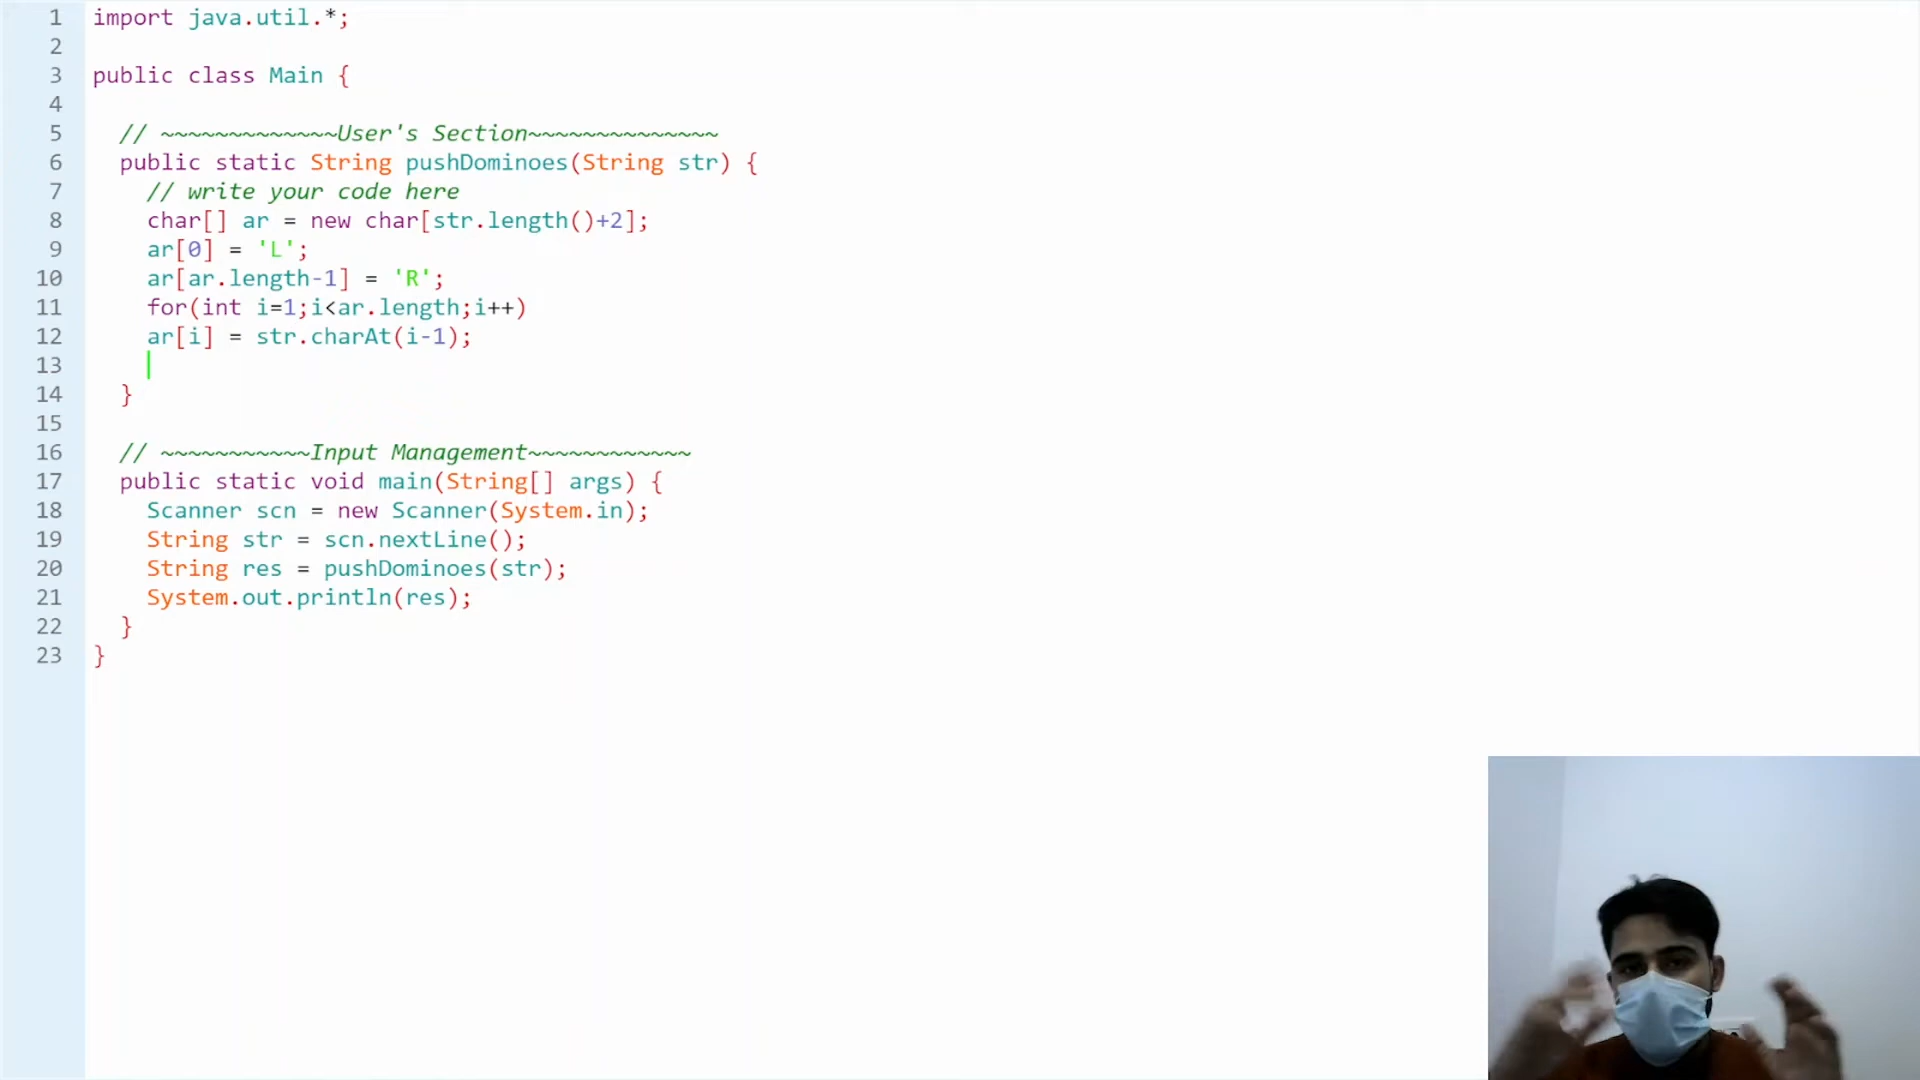 1 import java.util.*;
2
3 public class Main {
4
5 // ~~~~~~~~~~~~~User's Section~~~~~~~~~~~~~~
6 public static String pushDominoes(String str) {
7 // write your code here
8 char[] ar = new char[str.length()+2];
9 ar[0] = 'L';
10 ar[ar.length-1] = 'R';
11 for(int i=1;i<ar.length;i++)
12 ar[i] = str.charAt(i-1);
13
14 }
15
16 // ~~~~~~~~~~~Input Management~~~~~~~~~~~~
17 public static void main(String[] args) {
18 Scanner scn = new Scanner(System.in);
19 String str = scn.nextLine();
20 String res = pushDominoes(str);
21 System.out.println(res);
22 }
23 }